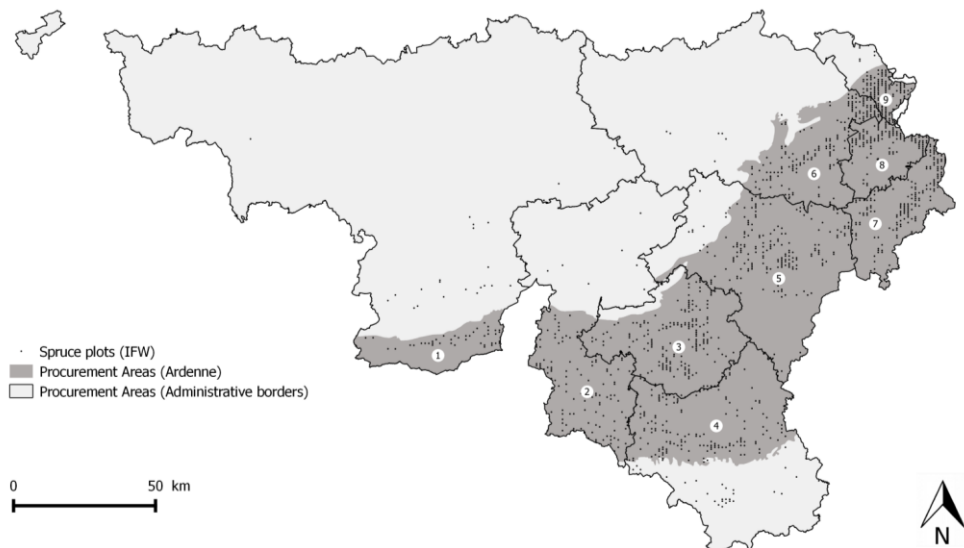 9
8
6
7
5
3
1
2
4
Spruce plots (IFW)
Procurement Areas (Ardenne)
Procurement Areas (Administrative borders)
0 50 km
N